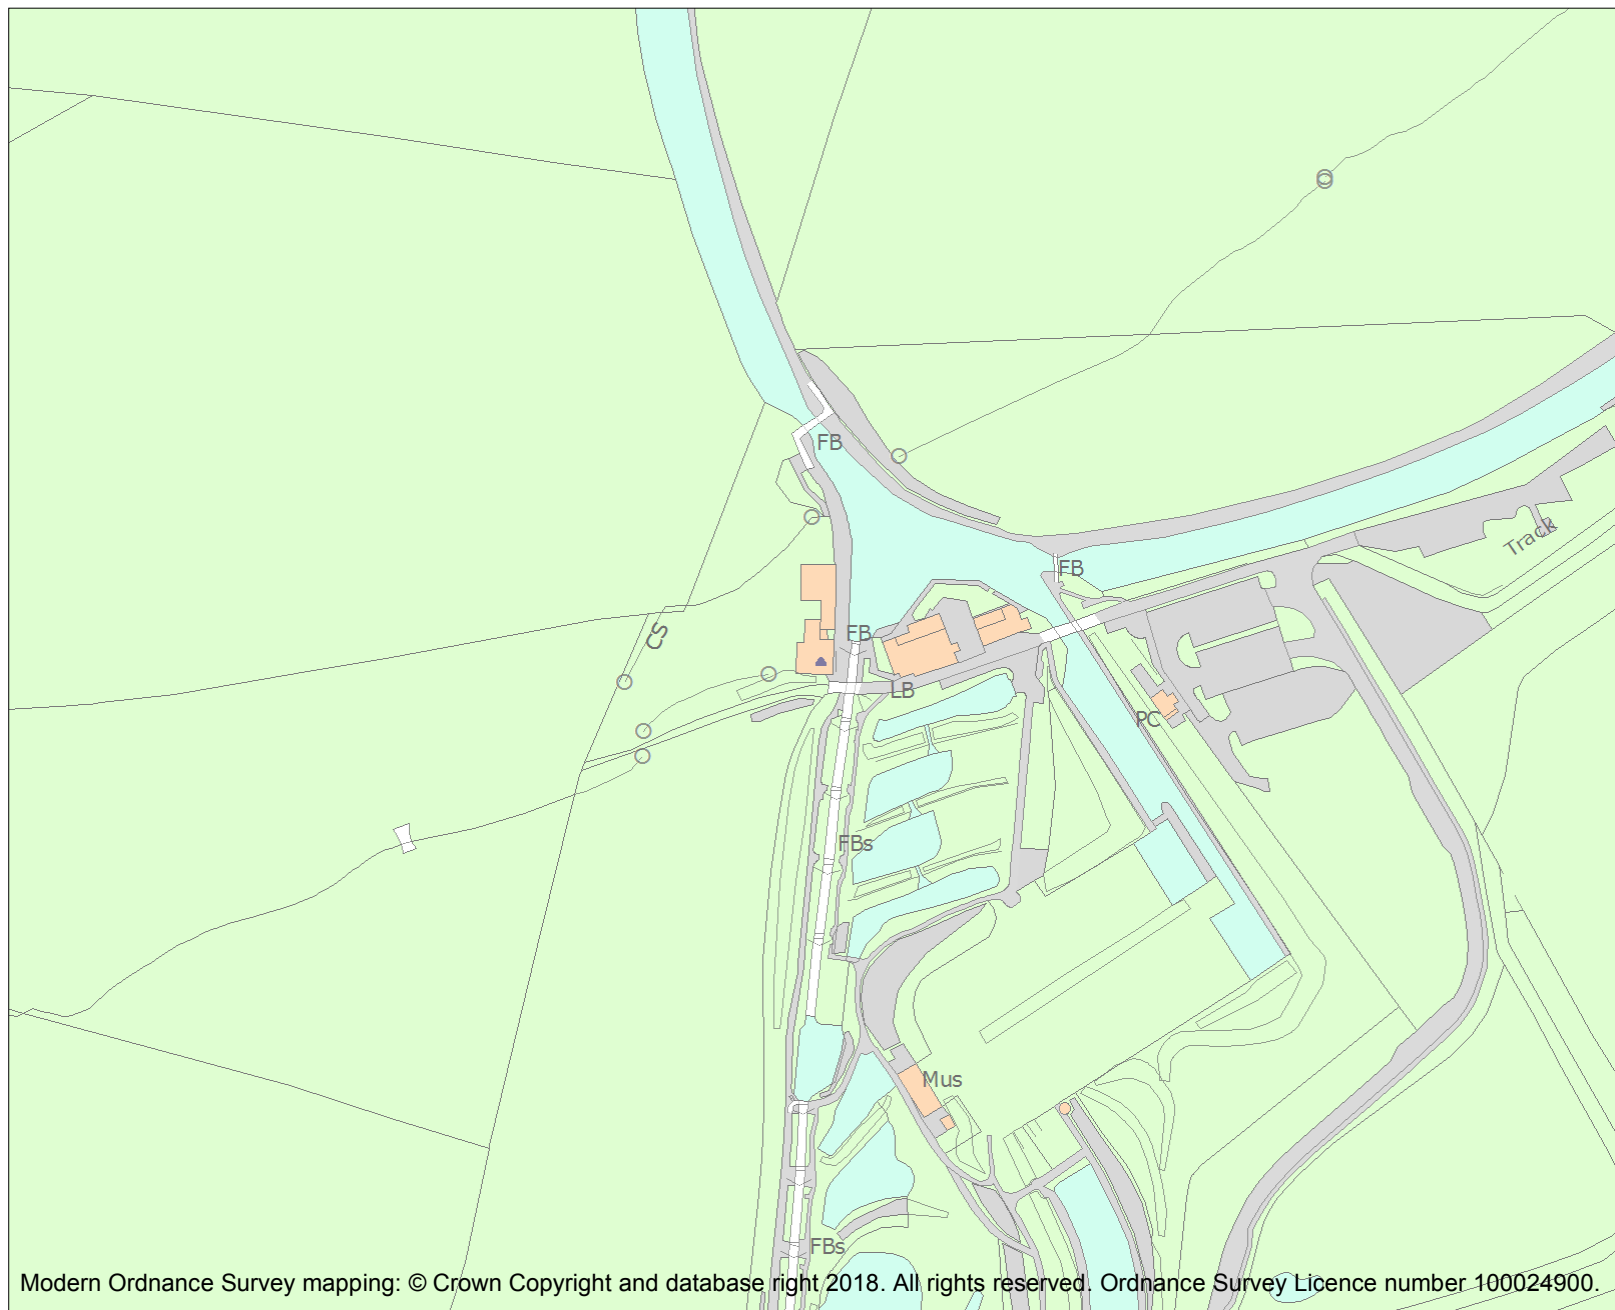 FB
Track
FB
CS
FB
LB
PC
FBs
Mus
FBs
Modern Ordnance Survey mapping: © Crown Copyright and database right 2018. All rights reserved. Ordnance Survey Licence number 100024900.